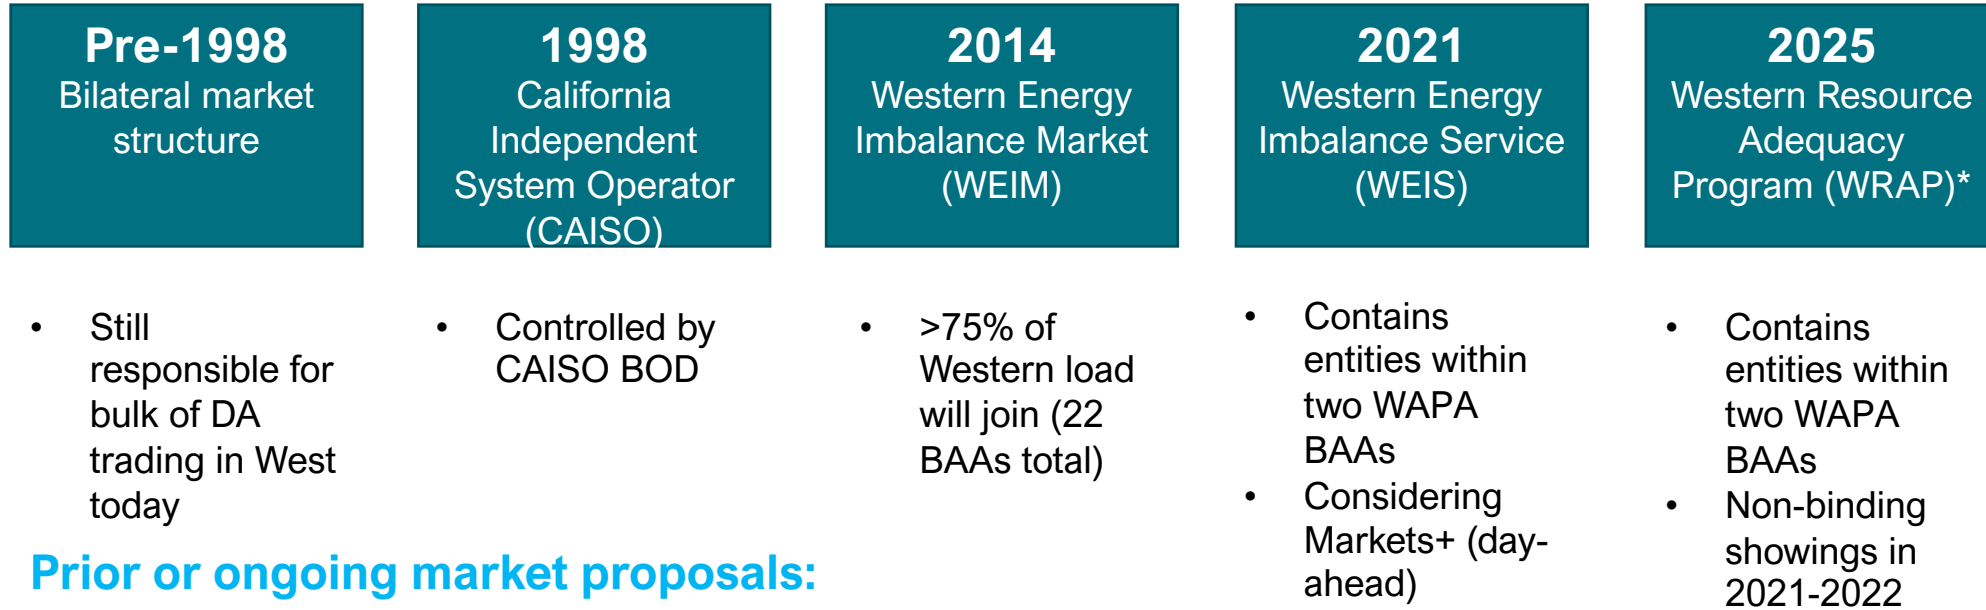 Pre-1998
Bilateral market
structure
1998
California
Independent
System Operator
(CAISO)
2014
Western Energy
Imbalance Market
(WEIM)
2021
Western Energy
Imbalance Service
(WEIS)
2025
Western Resource
Adequacy
Program (WRAP)*
• Still
responsible for
bulk of DA
trading in West
today
• Controlled by
CAISO BOD
• >75% of
Western load
will join (22
BAAs total)
• Contains
entities within
two WAPA
BAAs
• Considering
Markets+ (day-
ahead)
• Contains
entities within
two WAPA
BAAs
• Non-binding
showings in
2021-2022
Prior or ongoing market proposals: